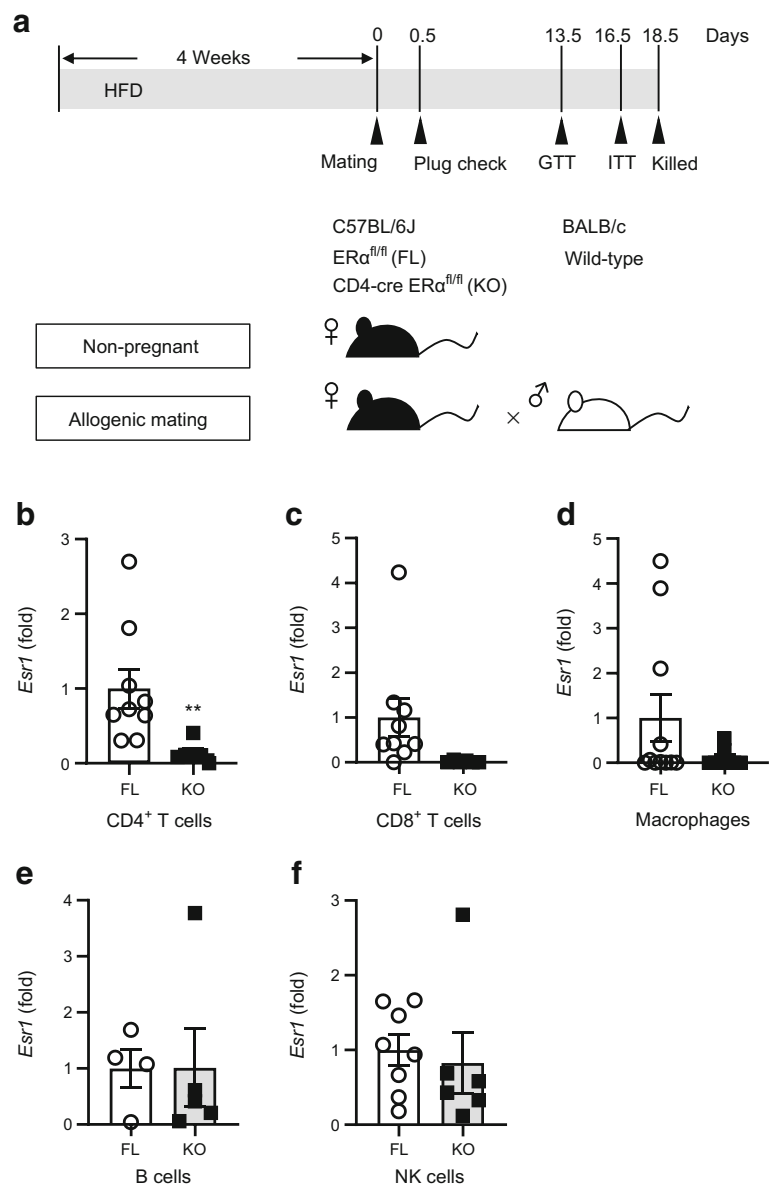 a
0 0.5 13.5 16.5 18.5 Days
4 Weeks
HFD
Mating Plug check GTT ITT Killed
C57BL/6J BALB/c
ERα^fl/fl (FL) Wild-type
CD4-cre ERα^fl/fl (KO)
Non-pregnant ♀
Allogenic mating ♀ × ♂
b
3
2
1
0
Esr1 (fold)
**
FL KO
CD4+ T cells
c
5
4
3
2
1
0
Esr1 (fold)
FL KO
CD8+ T cells
d
5
4
3
2
1
0
Esr1 (fold)
FL KO
Macrophages
e
4
3
2
1
0
Esr1 (fold)
FL KO
B cells
f
3
2
1
0
Esr1 (fold)
FL KO
NK cells